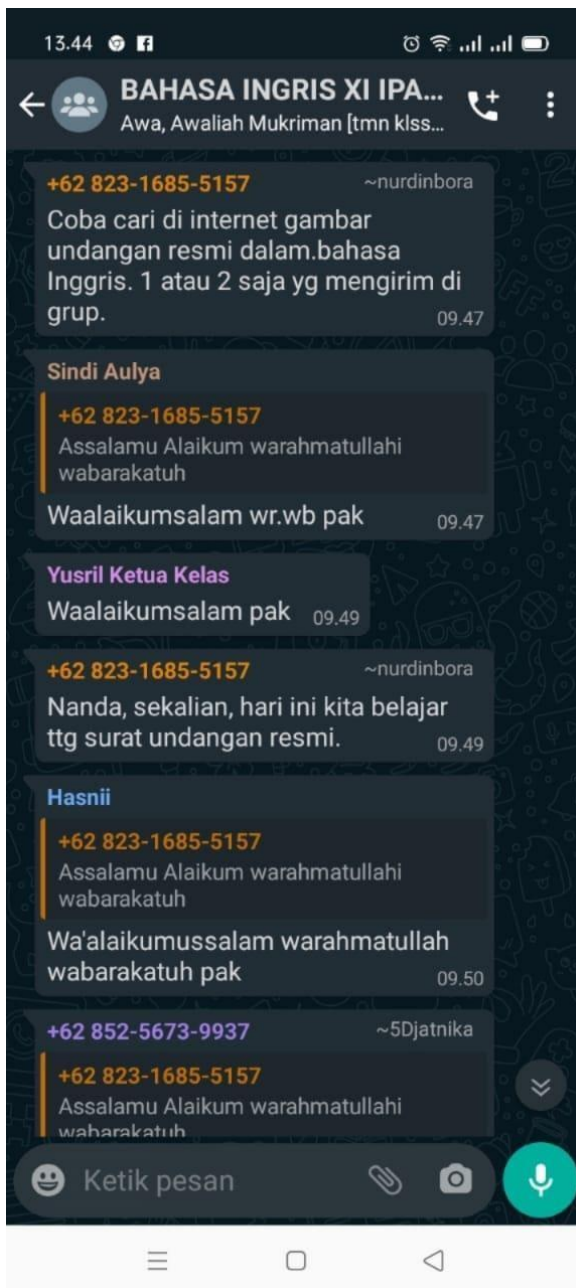 13.44
BAHASA INGRIS XI IPA...
Awa, Awaliah Mukriman [tmn klss...
+62 823-1685-5157 ~nurdinbora
Coba cari di internet gambar
undangan resmi dalam.bahasa
Inggris. 1 atau 2 saja yg mengirim di
grup. 09.47
Sindi Aulya
+62 823-1685-5157
Assalamu Alaikum warahmatullahi
wabarakatuh
Waalaikumsalam wr.wb pak 09.47
Yusril Ketua Kelas
Waalaikumsalam pak 09.49
+62 823-1685-5157 ~nurdinbora
Nanda, sekalian, hari ini kita belajar
ttg surat undangan resmi. 09.49
Hasnii
+62 823-1685-5157
Assalamu Alaikum warahmatullahi
wabarakatuh
Wa'alaikumussalam warahmatullah
wabarakatuh pak 09.50
+62 852-5673-9937 ~5Djatnika
+62 823-1685-5157
Assalamu Alaikum warahmatullahi
wabarakatuh
Ketik pesan